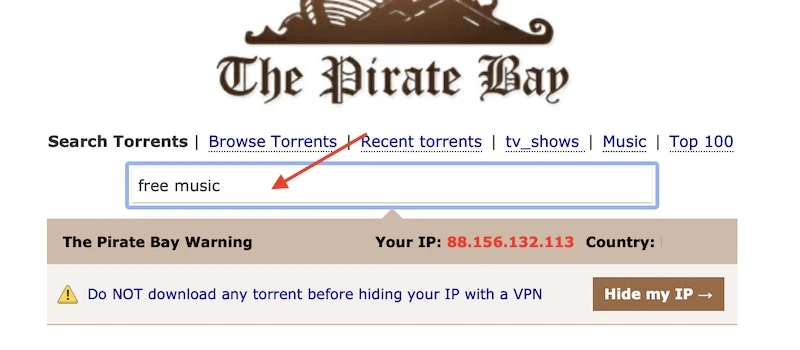 The Pirate Bay
Search Torrents | Browse Torrents | Recent torrents | tv_shows | Music | Top 100
free music
The Pirate Bay Warning Your IP: 88.156.132.113 Country:
Do NOT download any torrent before hiding your IP with a VPN Hide my IP →